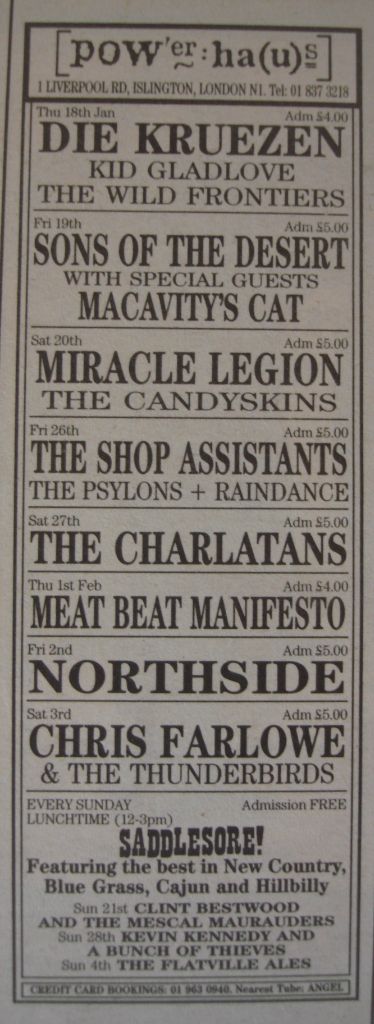 [pow'er:ha(u)s]
1 LIVERPOOL RD, ISLINGTON, LONDON N1. Tel: 01 837 3218
Thu 18th Jan Adm £4.00
DIE KRUEZEN
KID GLADLOVE
THE WILD FRONTIERS
Fri 19th Adm £5.00
SONS OF THE DESERT
WITH SPECIAL GUESTS
MACAVITY'S CAT
Sat 20th Adm £5.00
MIRACLE LEGION
THE CANDYSKINS
Fri 26th Adm £5.00
THE SHOP ASSISTANTS
THE PSYLONS + RAINDANCE
Sat 27th Adm £5.00
THE CHARLATANS
Thu 1st Feb Adm £4.00
MEAT BEAT MANIFESTO
Fri 2nd Adm £5.00
NORTHSIDE
Sat 3rd Adm £5.00
CHRIS FARLOWE
& THE THUNDERBIRDS
EVERY SUNDAY Admission FREE
LUNCHTIME (12-3pm)
SADDLESORE!
Featuring the best in New Country,
Blue Grass, Cajun and Hillbilly
Sun 21st CLINT BESTWOOD
AND THE MESCAL MAURAUDERS
Sun 28th KEVIN KENNEDY AND
A BUNCH OF THIEVES
Sun 4th THE FLATVILLE ALES
CREDIT CARD BOOKINGS: 01 963 0940. Nearest Tube: ANGEL